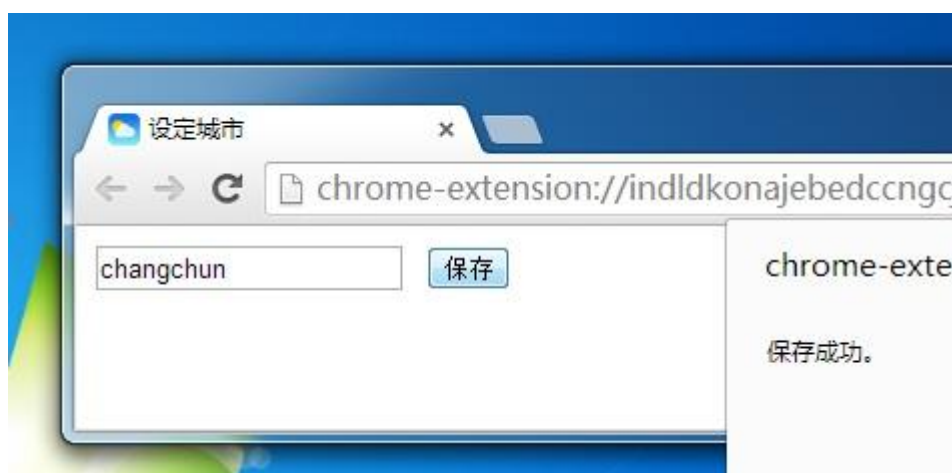 设定城市
chrome-extension://indldkonajebedccngc
changchun
保存
chrome-exte
保存成功。